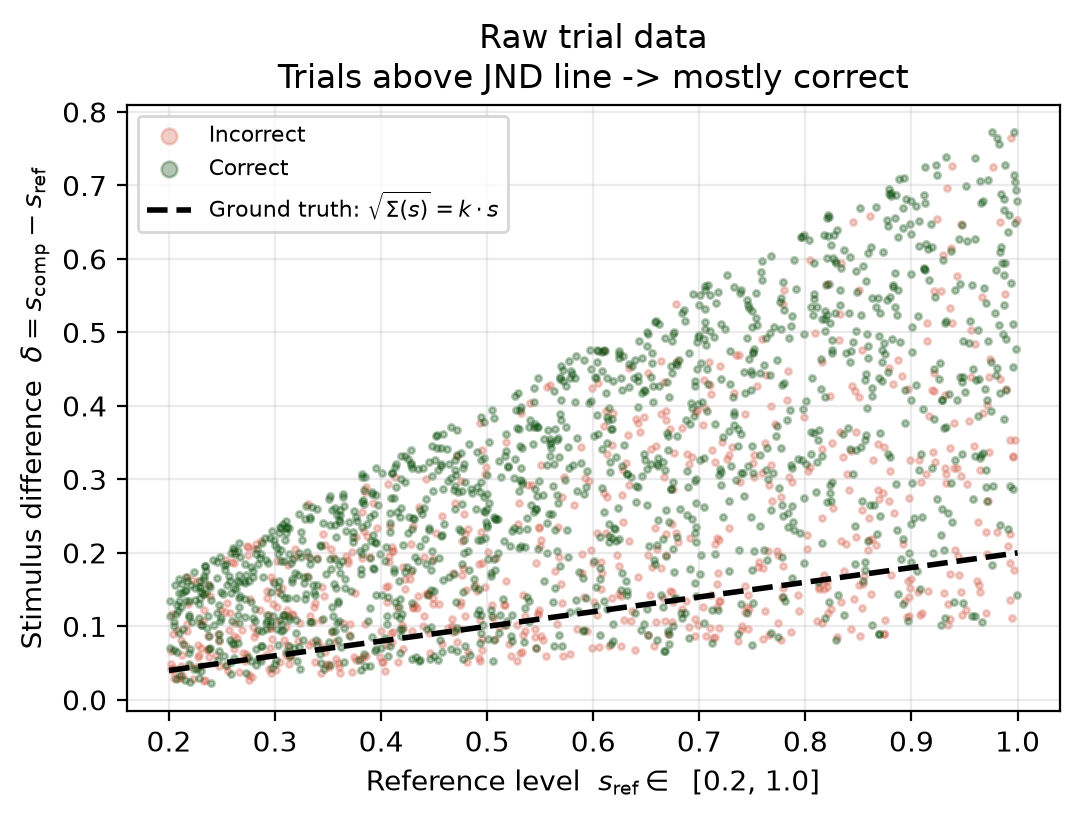 Raw trial data
Trials above JND line -> mostly correct
Incorrect
Correct
Ground truth: √Σ(s) = k · s
Stimulus difference δ = s_comp − s_ref
0.8
0.7
0.6
0.5
0.4
0.3
0.2
0.1
0.0
0.2 0.3 0.4 0.5 0.6 0.7 0.8 0.9 1.0
Reference level s_ref ∈ [0.2, 1.0]